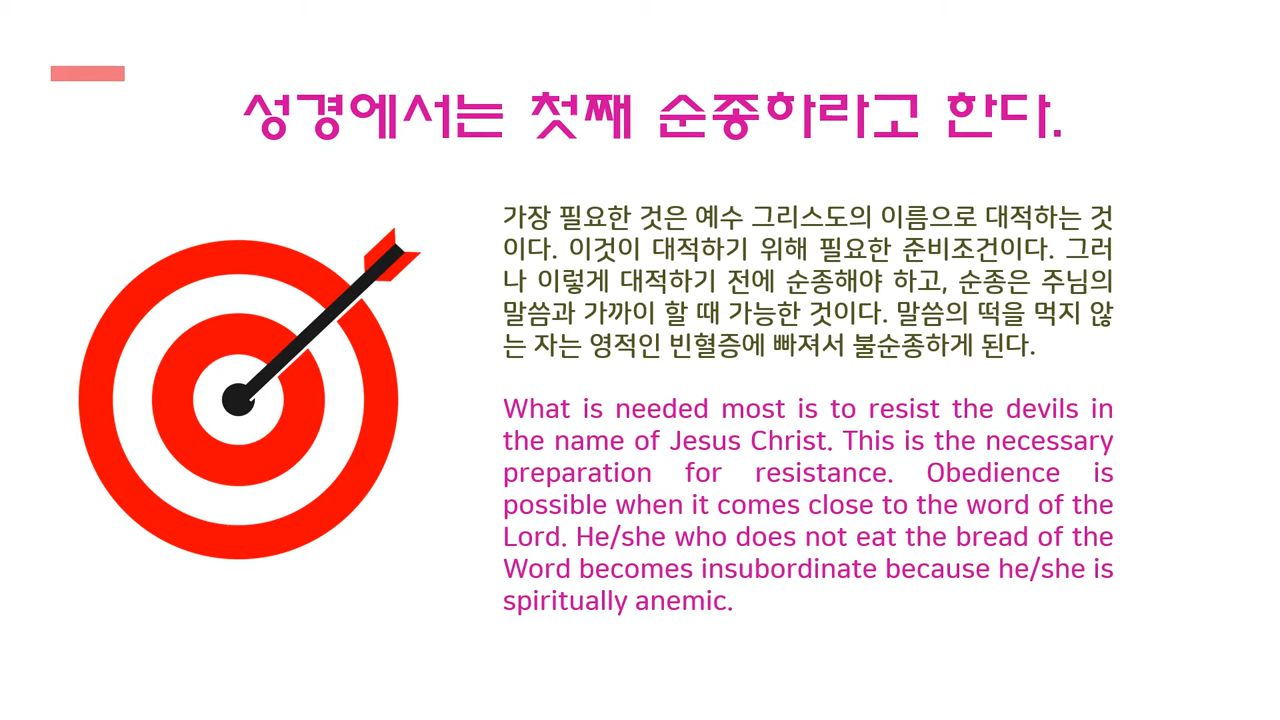 성경에서는 첫째 순종하라고 한다.
가장 필요한 것은 예수 그리스도의 이름으로 대적하는 것
이다. 이것이 대적하기 위해 필요한 준비조건이다. 그러
나 이렇게 대적하기 전에 순종해야 하고, 순종은 주님의
말씀과 가까이 할 때 가능한 것이다. 말씀의 떡을 먹지 않
는 자는 영적인 빈혈증에 빠져서 불순종하게 된다.
What is needed most is to resist the devils in
the name of Jesus Christ. This is the necessary
preparation for resistance. Obedience is
possible when it comes close to the word of the
Lord. He/she who does not eat the bread of the
Word becomes insubordinate because he/she is
spiritually anemic.